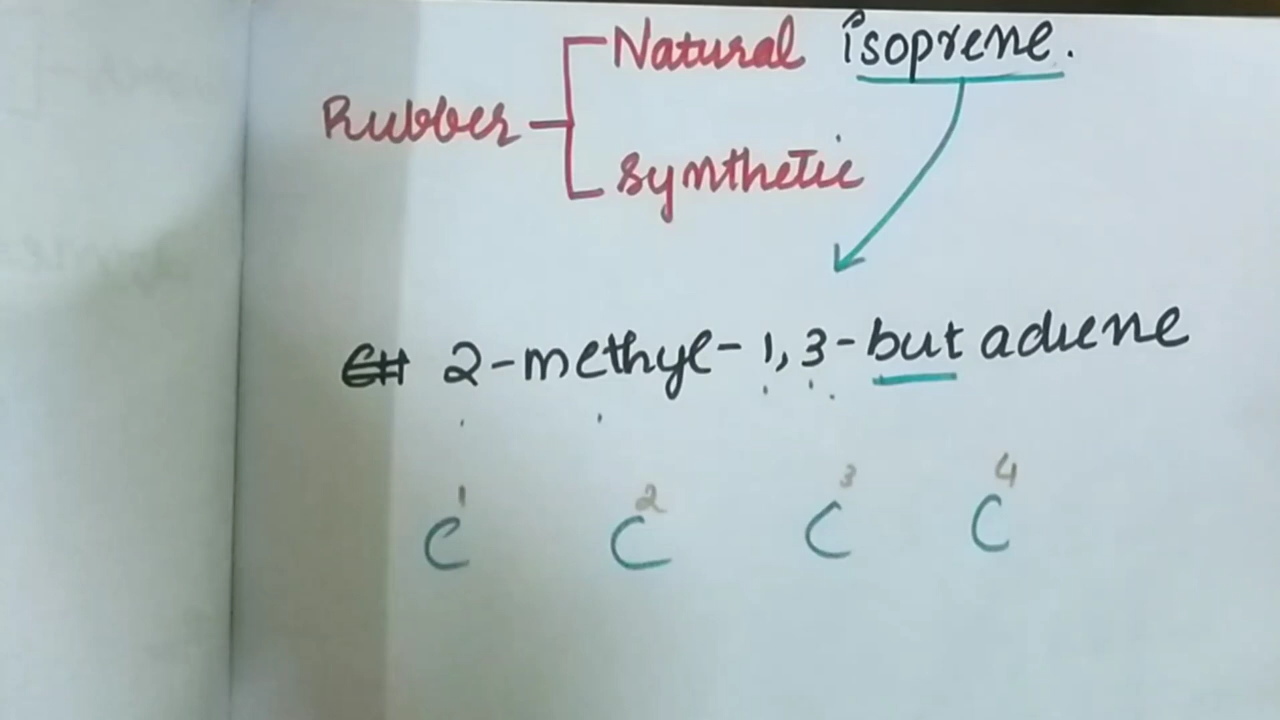 Natural isoprene.
Rubber
Synthetic
2-methyl-1,3-butadiene
1 2 3 4
C C C C